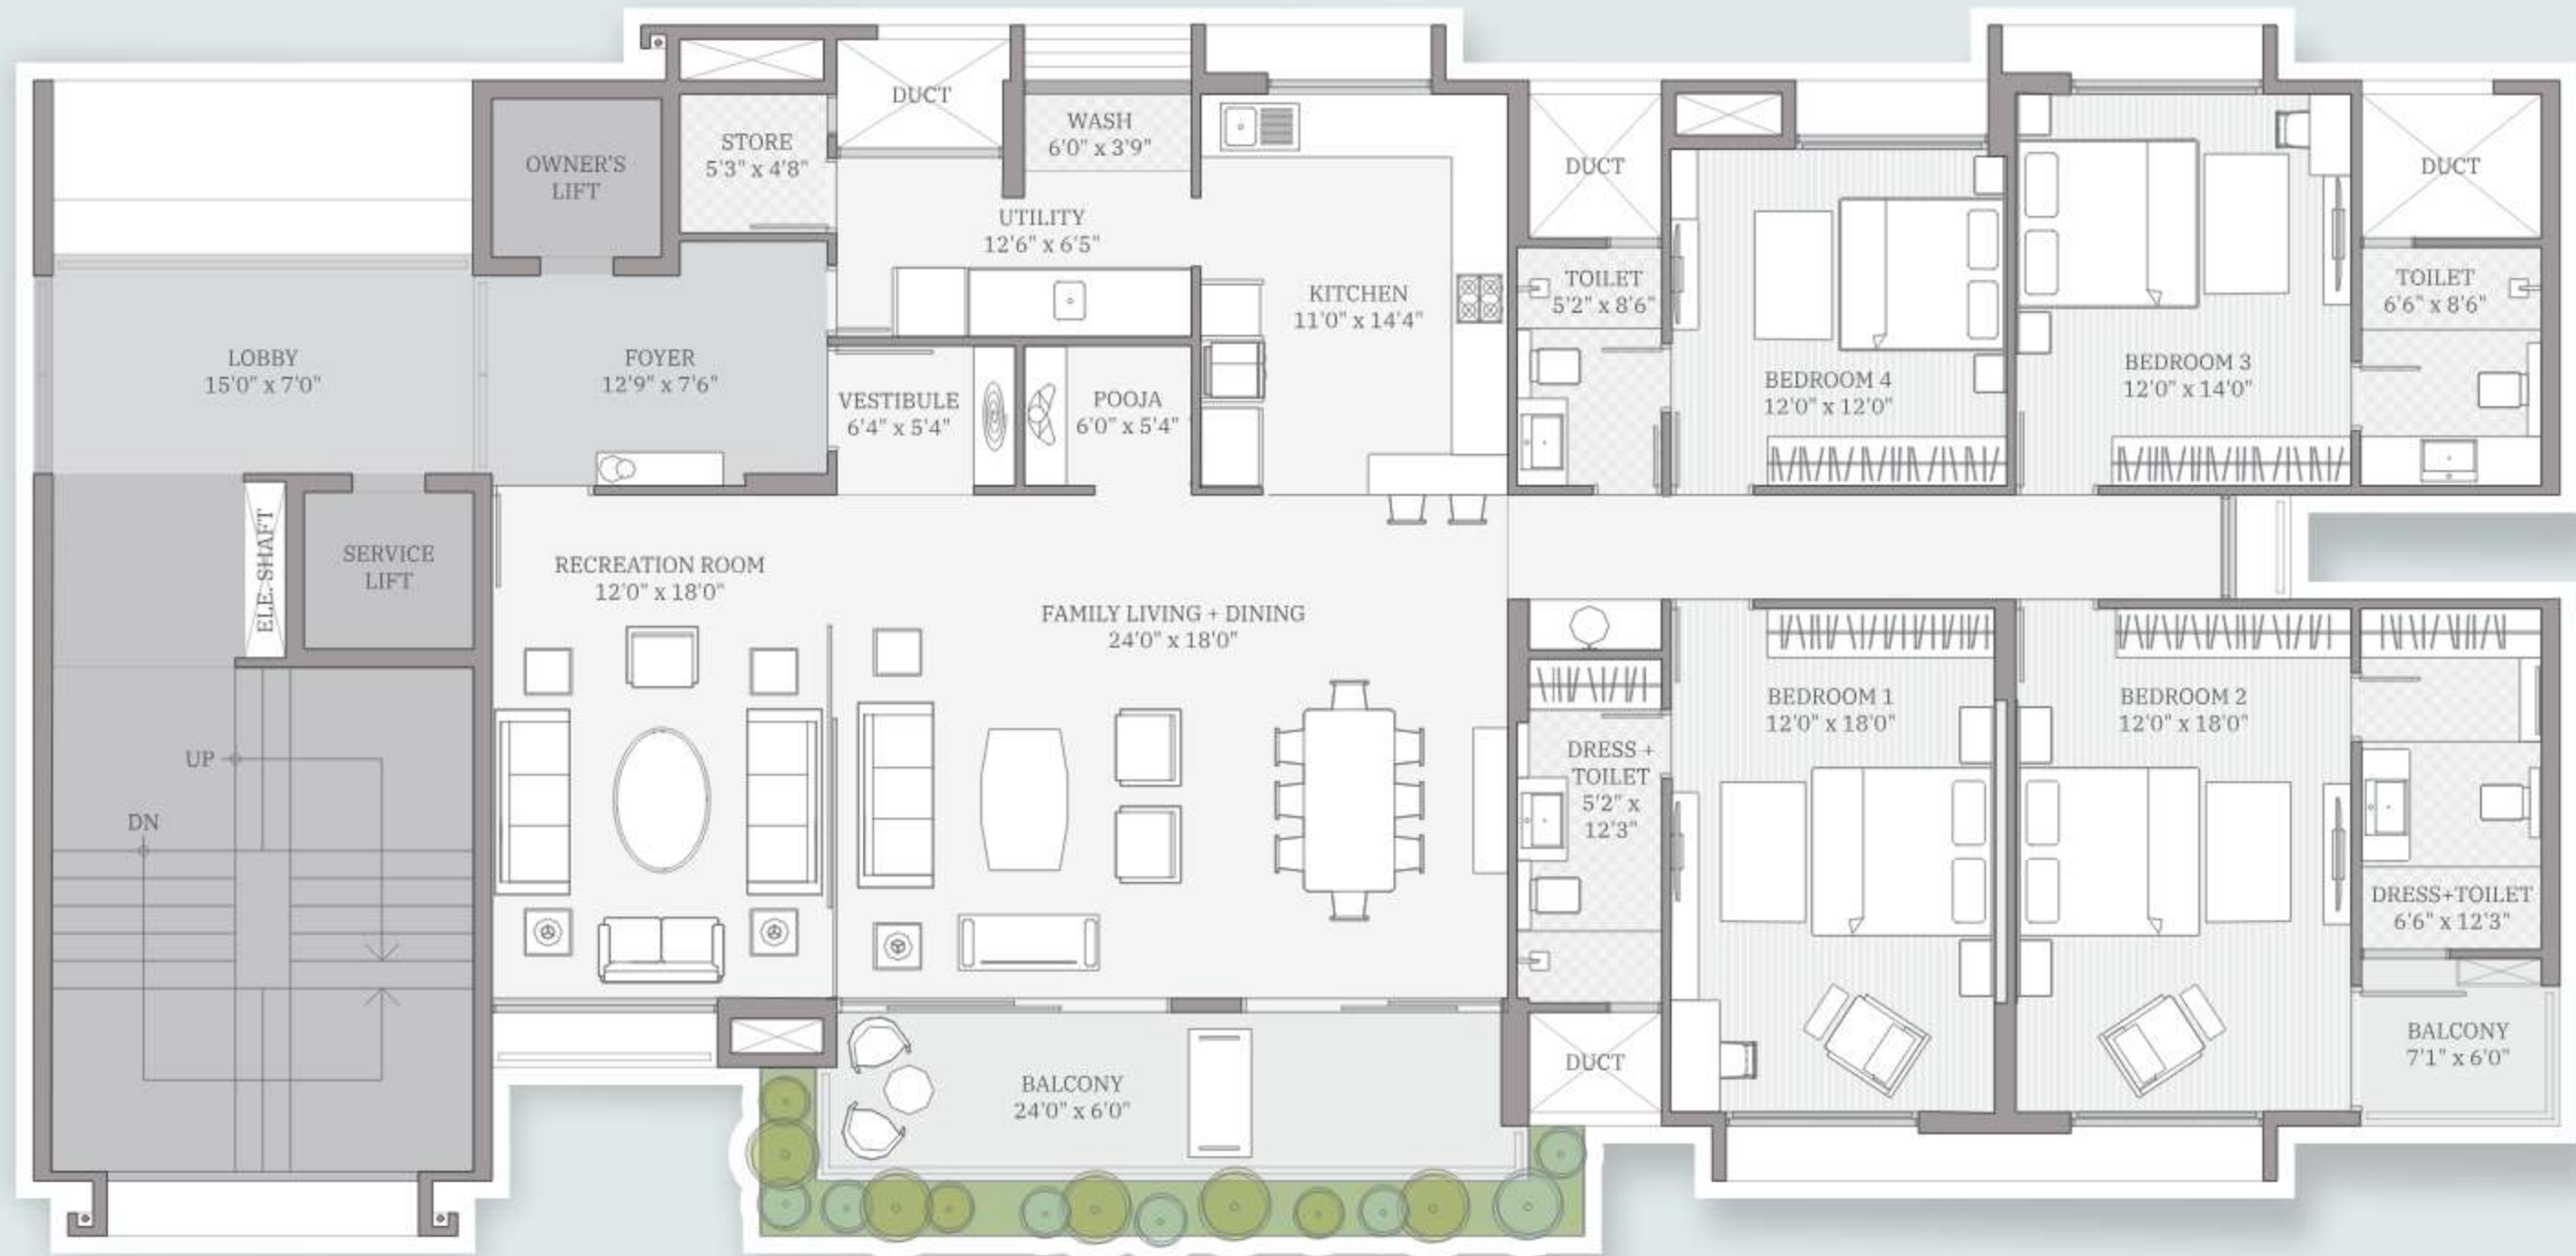 DUCT
WASH
6'0" x 3'9"
STORE
5'3" x 4'8"
OWNER'S
LIFT
DUCT
DUCT
UTILITY
12'6" x 6'5"
TOILET
5'2" x 8'6"
TOILET
6'6" x 8'6"
KITCHEN
11'0" x 14'4"
LOBBY
15'0" x 7'0"
FOYER
12'9" x 7'6"
VESTIBULE
6'4" x 5'4"
POOJA
6'0" x 5'4"
BEDROOM 4
12'0" x 12'0"
BEDROOM 3
12'0" x 14'0"
ELE. SHAFT
SERVICE
LIFT
RECREATION ROOM
12'0" x 18'0"
FAMILY LIVING + DINING
24'0" x 18'0"
BEDROOM 1
12'0" x 18'0"
BEDROOM 2
12'0" x 18'0"
UP
DN
DRESS +
TOILET
5'2" x
12'3"
DRESS+TOILET
6'6" x 12'3"
BALCONY
24'0" x 6'0"
DUCT
BALCONY
7'1" x 6'0"